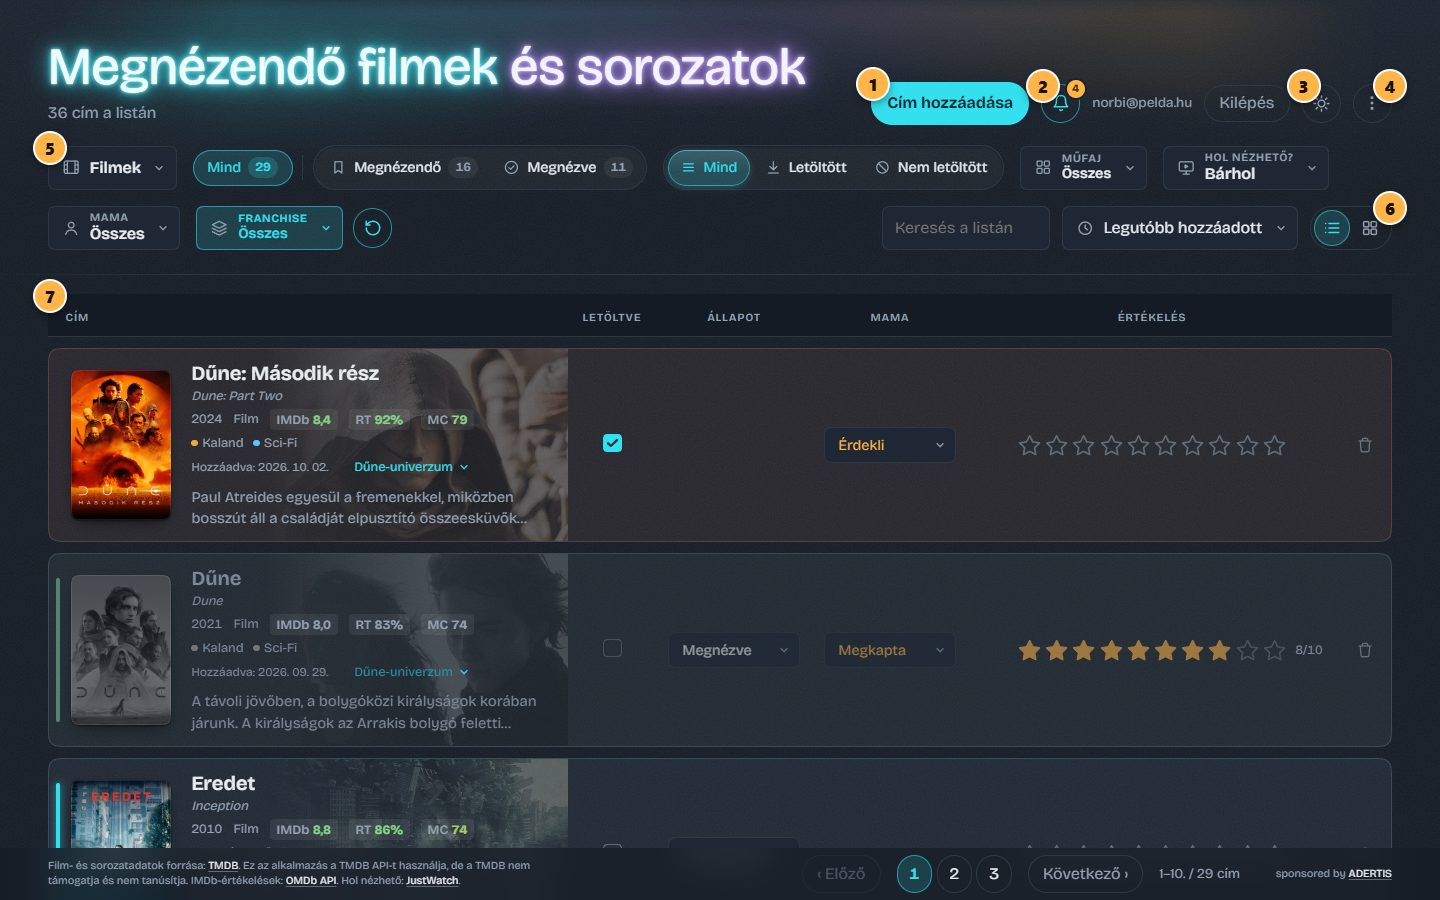 Megnézendő filmek és sorozatok
36 cím a listán
1 Cím hozzáadása 2 4 norbi@pelda.hu Kilépés 3 4
5 Filmek Mind 29 Megnézendő 16 Megnézve 11 Mind Letöltött Nem letöltött MŰFAJ Összes HOL NÉZHETŐ? Bárhol
MAMA Összes FRANCHISE Összes Keresés a listán Legutóbb hozzáadott 6
7
CÍM LETÖLTVE ÁLLAPOT MAMA ÉRTÉKELÉS
Dűne: Második rész
Dune: Part Two
2024 Film IMDb 8,4 RT 92% MC 79
Kaland Sci-Fi
Hozzáadva: 2026. 10. 02. Dűne-univerzum
Paul Atreides egyesül a fremenekkel, miközben
bosszút áll a családját elpusztító összeesküvők...
Érdekli
DŰNE
MÁSODIK RÉSZ
Dűne
Dune
2021 Film IMDb 8,0 RT 83% MC 74
Kaland Sci-Fi
Hozzáadva: 2026. 09. 29. Dűne-univerzum
A távoli jövőben, a bolygóközi királyságok korában
járunk. A királyságok az Arrakis bolygó feletti...
Megnézve Megkapta 8/10
DŰNE
Eredet
Inception
2010 Film IMDb 8,8 RT 86% MC 74
EREDET
Film- és sorozatadatok forrása: TMDB. Ez az alkalmazás a TMDB API-t használja, de a TMDB nem
támogatja és nem tanúsítja. IMDb-értékelések: OMDb API. Hol nézhető: JustWatch.
‹ Előző 1 2 3 Következő › 1–10. / 29 cím sponsored by ADERTIS